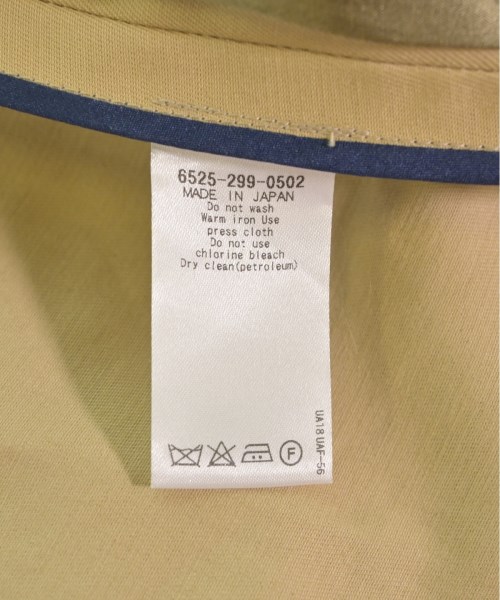 6525-299-0502
MADE IN JAPAN
Do not wash
Warm iron Use
press cloth
Do not use
chlorine bleach
Dry clean(petroleum)
F
UA18UAF-56